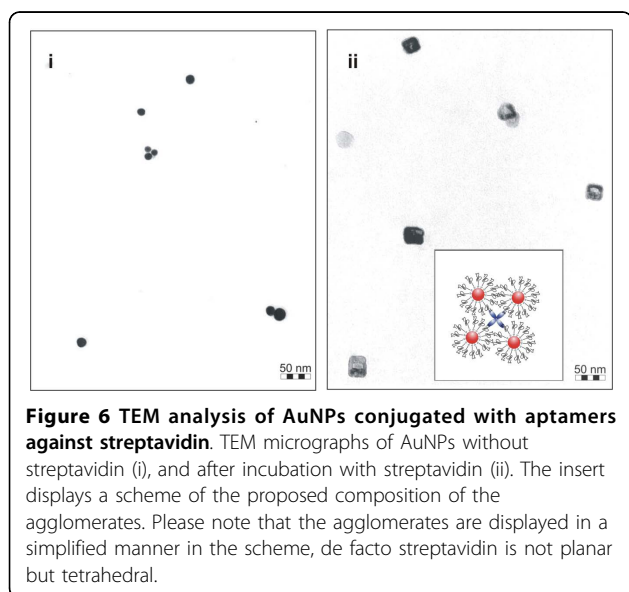 i
ii
50 nm
50 nm
Figure 6 TEM analysis of AuNPs conjugated with aptamers
against streptavidin. TEM micrographs of AuNPs without
streptavidin (i), and after incubation with streptavidin (ii). The insert
displays a scheme of the proposed composition of the
agglomerates. Please note that the agglomerates are displayed in a
simplified manner in the scheme, de facto streptavidin is not planar
but tetrahedral.